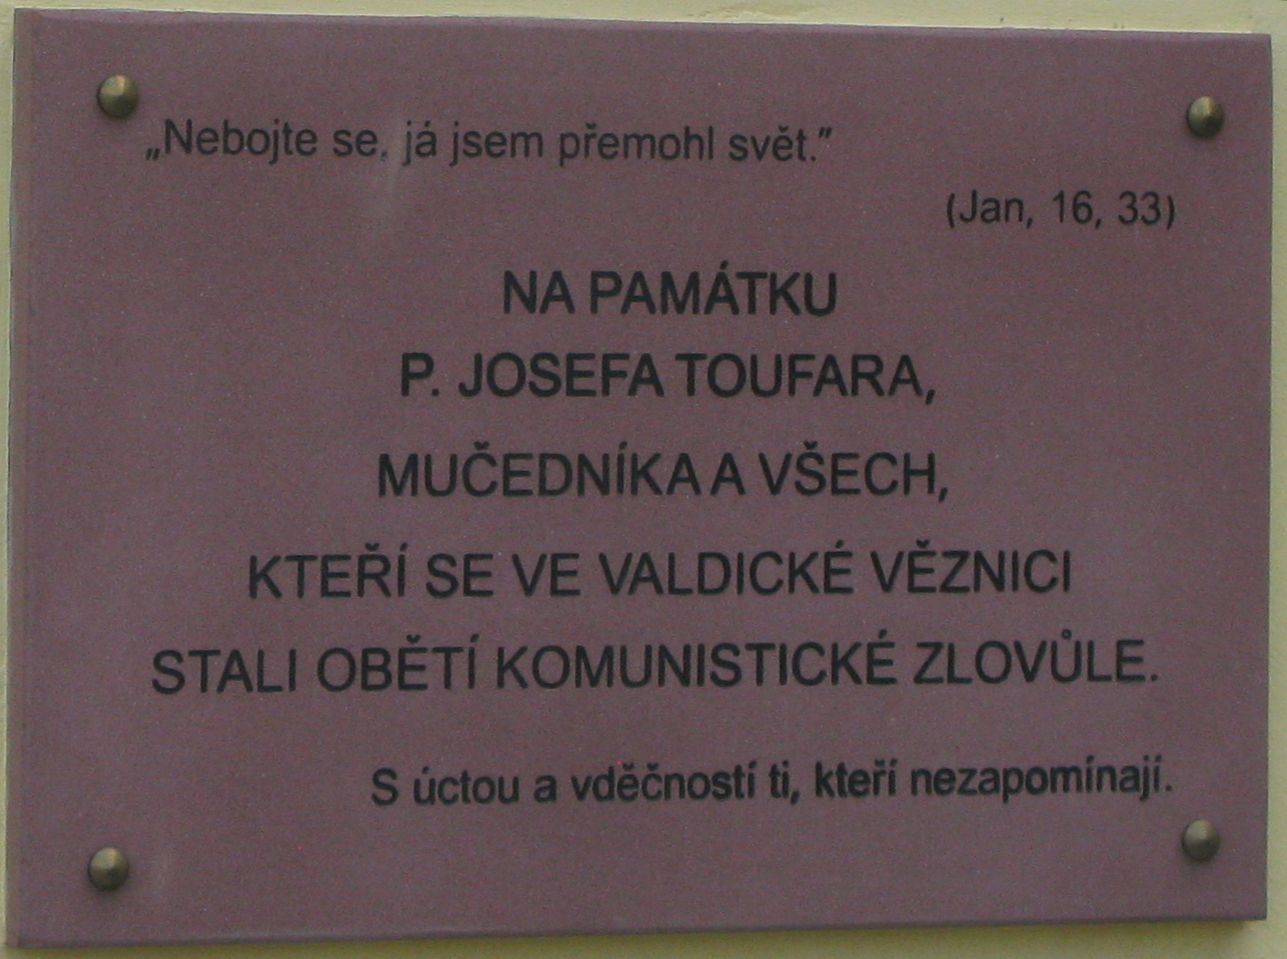 „Nebojte se, já jsem přemohl svět.”
(Jan, 16, 33)
NA PAMÁTKU
P. JOSEFA TOUFARA,
MUČEDNÍKA A VŠECH,
KTEŘÍ SE VE VALDICKÉ VĚZNICI
STALI OBĚTÍ KOMUNISTICKÉ ZLOVŮLE.
S úctou a vděčností ti, kteří nezapomínají.